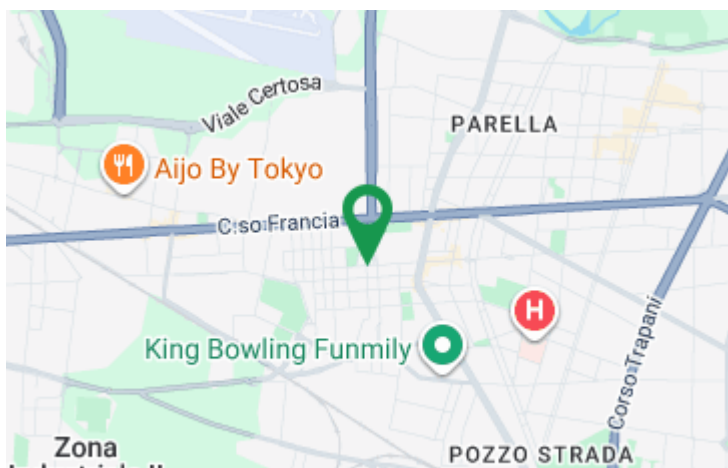 Viale Certosa
PARELLA
Aijo By Tokyo
C.so Francia
H
King Bowling Funmily
Corso Trapani
Zona
POZZO STRADA